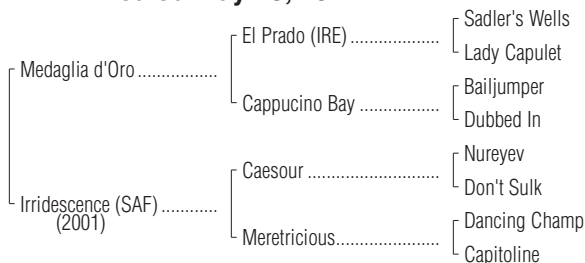 Sadler's Wells
El Prado (IRE) ....................
Lady Capulet
Medaglia d'Oro .................
Bailjumper
Cappucino Bay ..................
Dubbed In
Nureyev
Caesour ..............................
Don't Sulk
Irridescence (SAF) ............
(2001)
Dancing Champ
Meretricious.......................
Capitoline